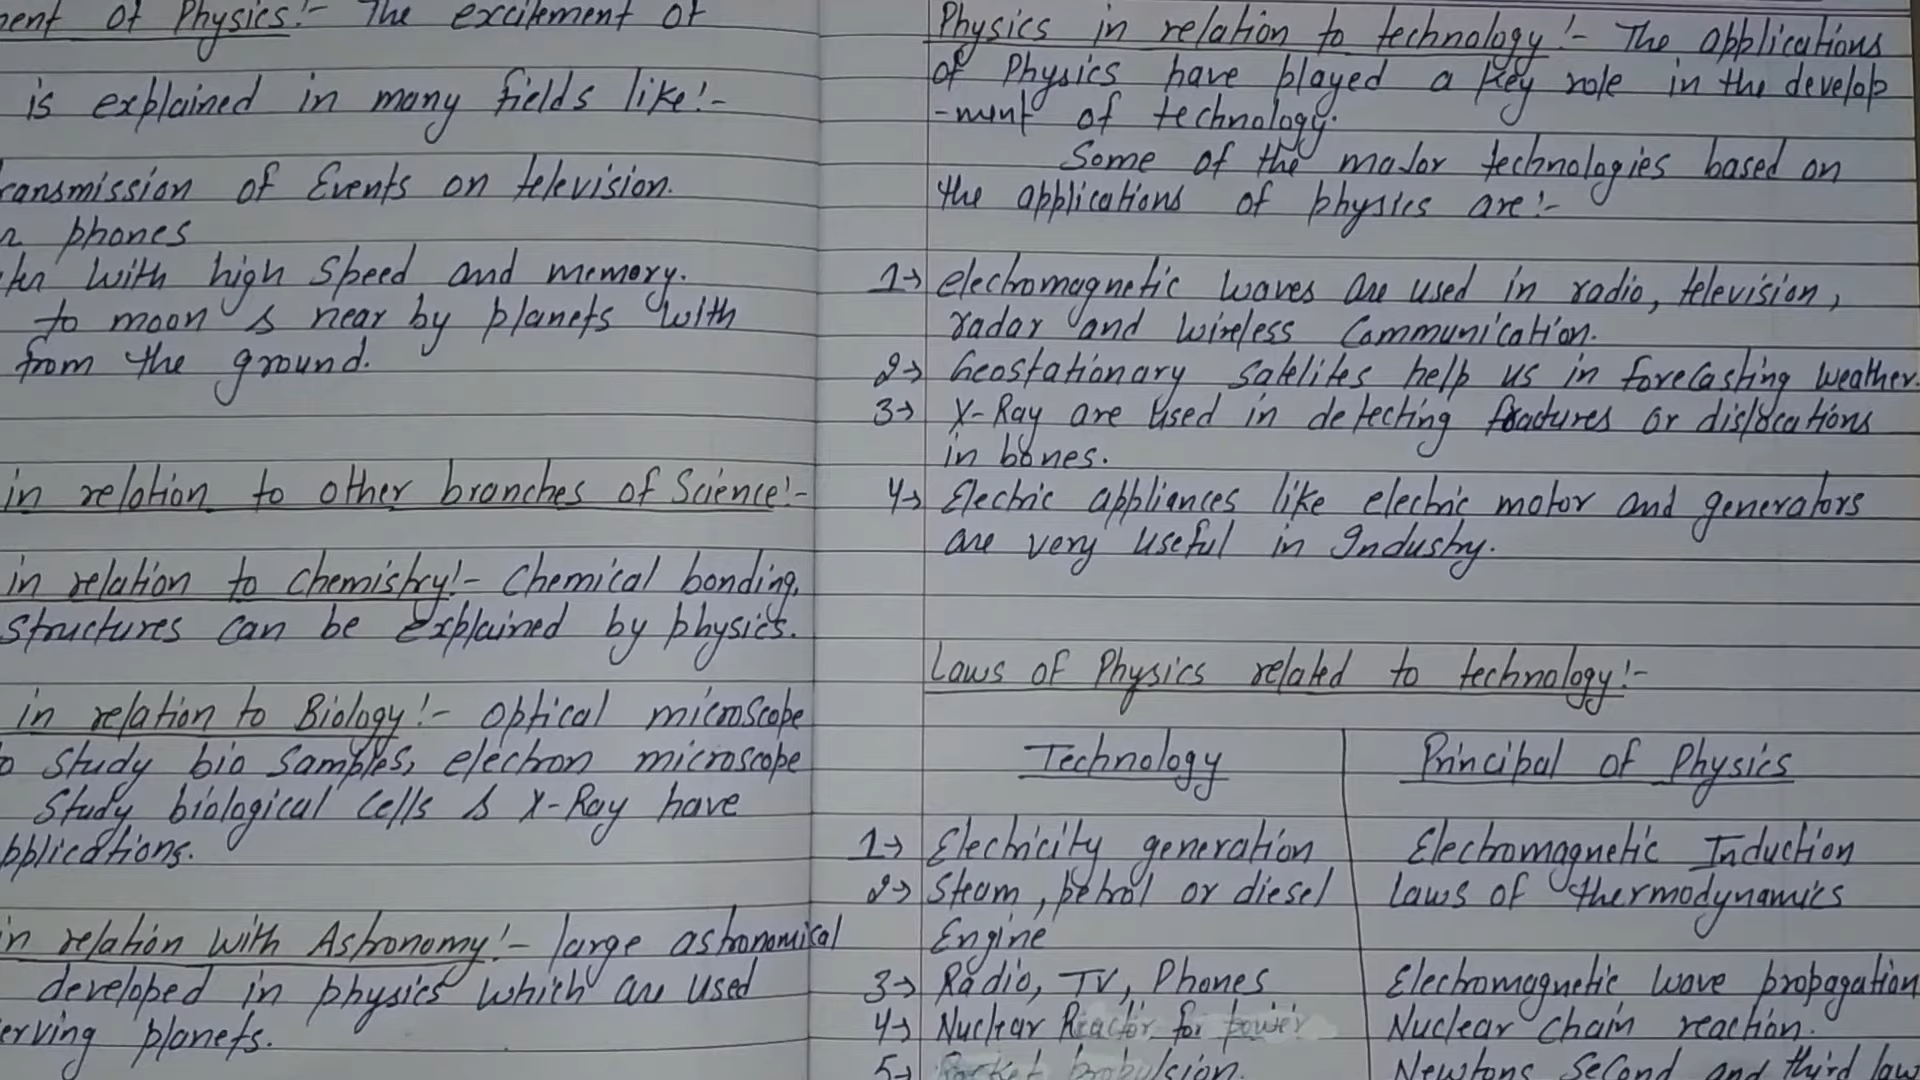 of Physics:- The excitement of
is explained in many fields like:-
ransmission of Events on television.
phones
with high speed and memory.
to moon & near by planets with
from the ground.
in relation to other branches of Science:-
in relation to Chemistry:- Chemical bonding,
structures can be explained by physics.
in relation to Biology:- optical microscope
study bio samples, electron microscope
study biological cells & X-Ray have
pplications.
in relation with Astronomy:- large astronomical
developed in physics which are used
erving planets.
Physics in relation to technology:- The applications
of Physics have played a key role in the develop
-ment of technology.
Some of the major technologies based on
the applications of physics are:-
1→ electromagnetic waves are used in radio, television,
radar and wireless Communication.
2→ Geostationary satelites help us in forecasting weather.
3→ X-Ray are used in detecting fractures or dislocations
in bones.
4→ Electric appliances like electric motor and generators
are very useful in Industry.
Laws of Physics related to technology:-
Technology Principal of Physics
1→ Electricity generation Electromagnetic Induction
2→ Steam, petrol or diesel Laws of thermodynamics
Engine
3→ Radio, TV, Phones Electromagnetic wave propagation
4→ Nuclear Reactor for power Nuclear chain reaction.
5→ Rocket propulsion. Newtons second and third law